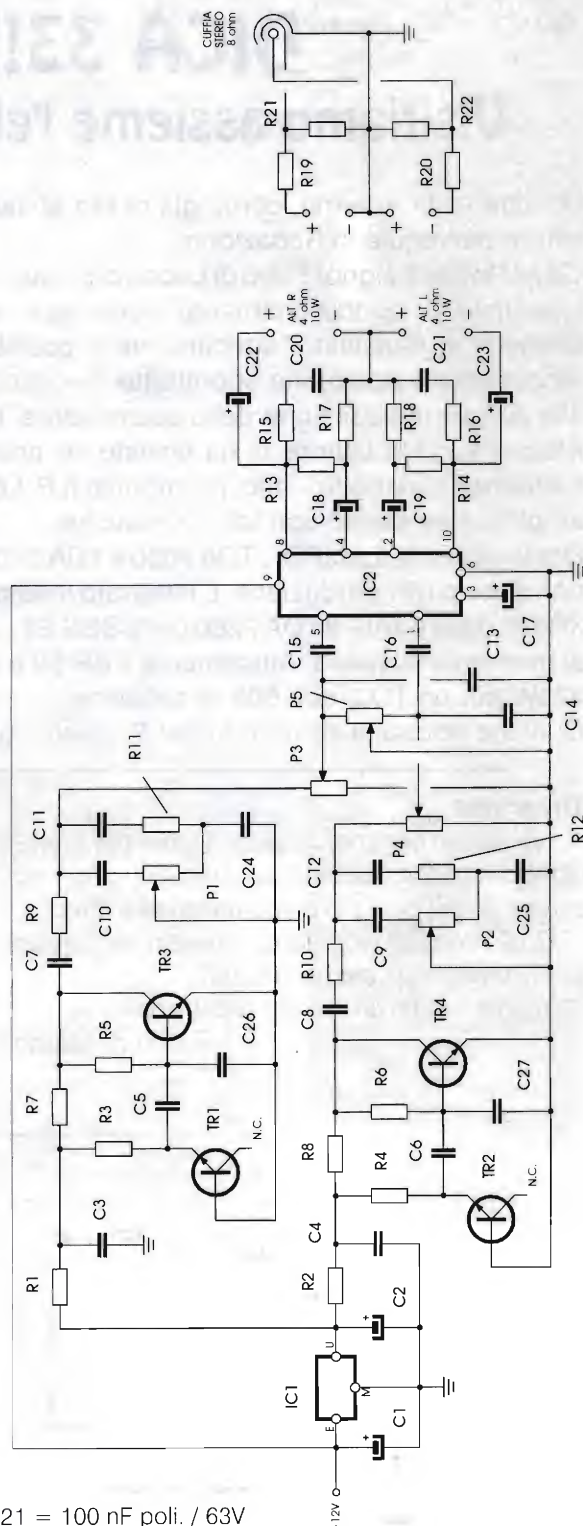 CUFFIA
STEREO
8 ohm
R21
R22
R19
R20
+
−
+
−
ALT. R
4 ohm
10 W
ALT. L
4 ohm
10 W
+
+
−
C22
C20
C21
C23
R15
R17
R18
R16
R13
C18
C19
R14
8
4
2
10
9
IC2
6
3
5
1
C15
C16
C13
C17
P5
C14
P3
P4
R11
R12
C11
C10
P1
C24
C12
C9
P2
C25
R9
C7
TR3
R10
C8
TR4
R5
C26
R6
C27
R7
R3
C5
TR1
N.C.
R8
R4
C6
TR2
N.C.
C3
C4
R1
R2
C2
U
IC1
M
E
C1
12V
21 = 100 nF poli. / 63V